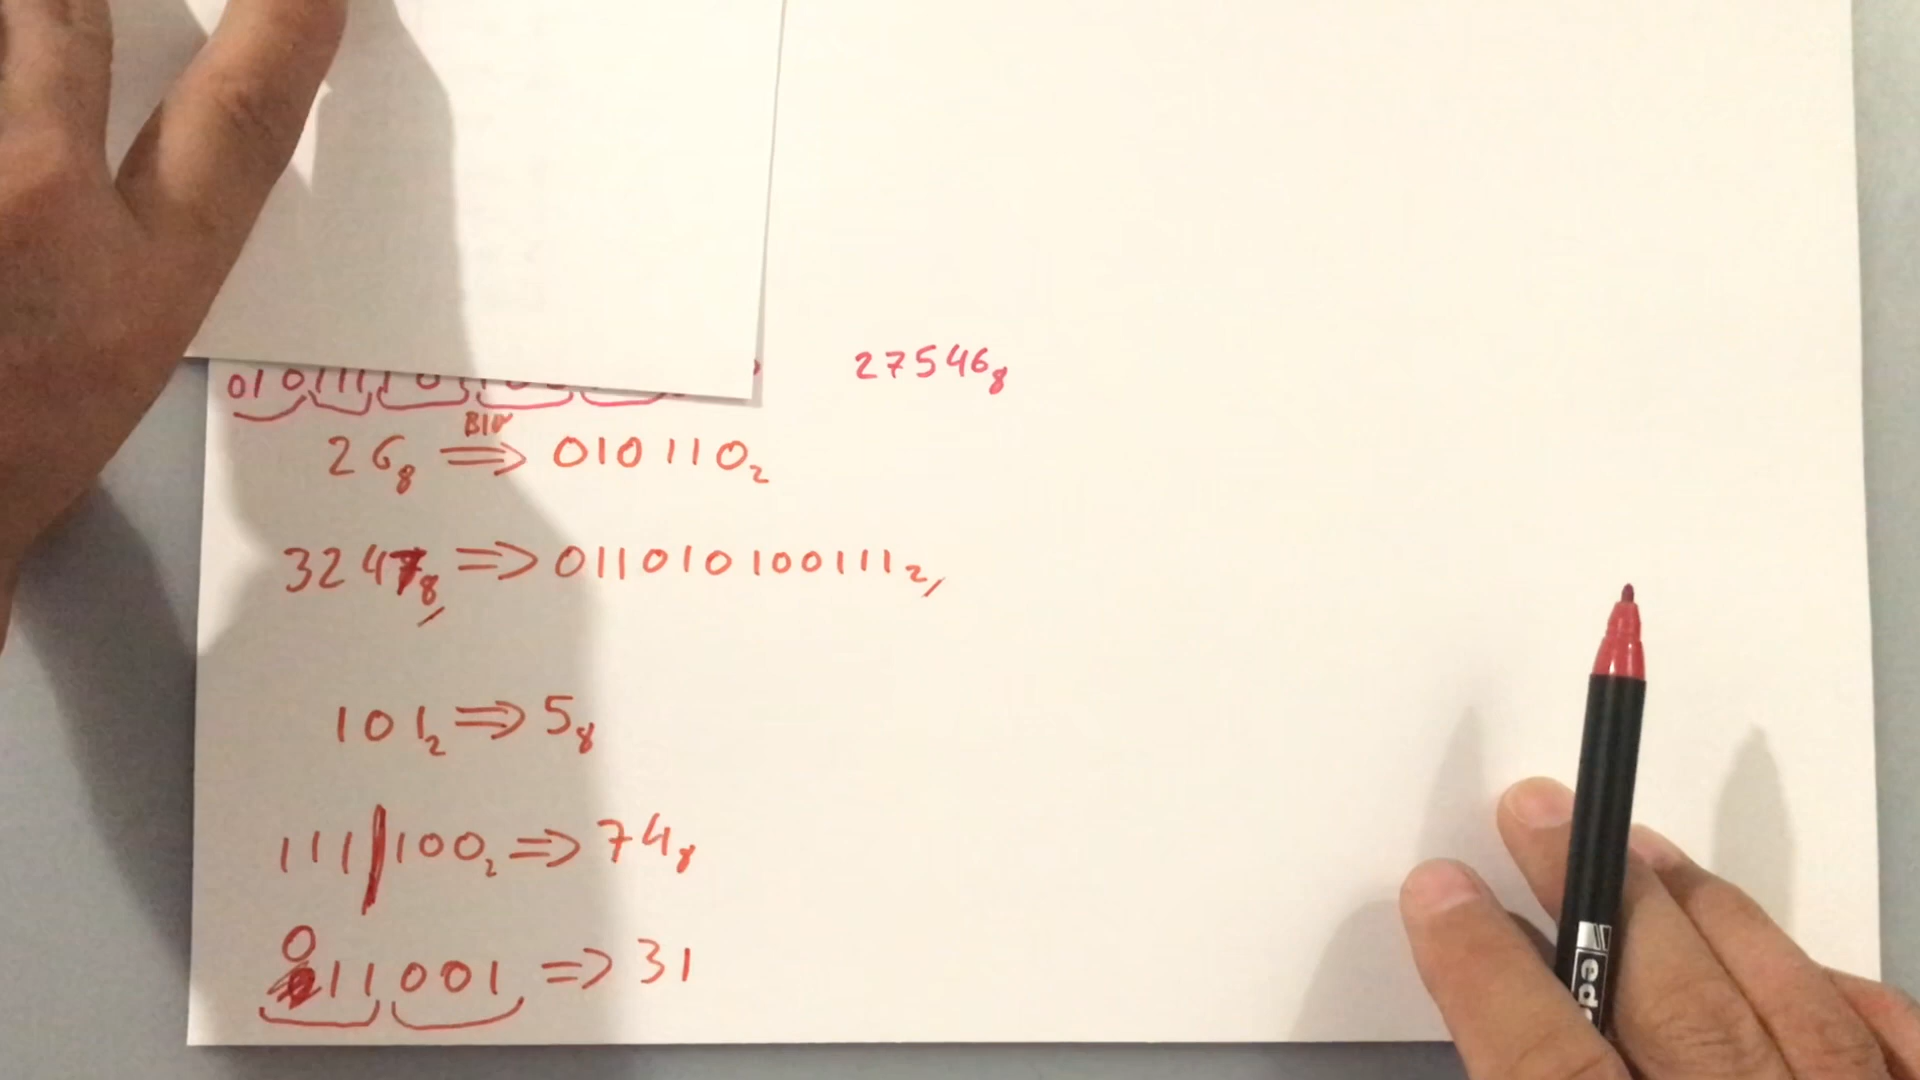 27546₈
26₈ ⇒ BIN 010110₂
3247₈ ⇒ 011010100111₂
101₂ ⇒ 5₈
111|100₂ ⇒ 74₈
011001 ⇒ 31